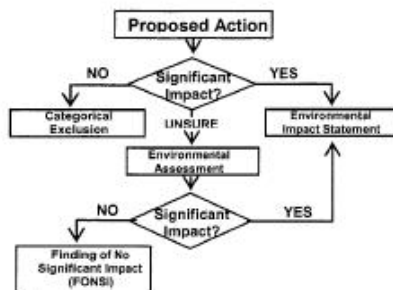 Proposed Action
NO
Significant
Impact?
YES
Categorical
Exclusion
UNSURE
Environmental
Impact Statement
Environmental
Assessment
NO
Significant
Impact?
YES
Finding of No
Significant Impact
(FONSI)